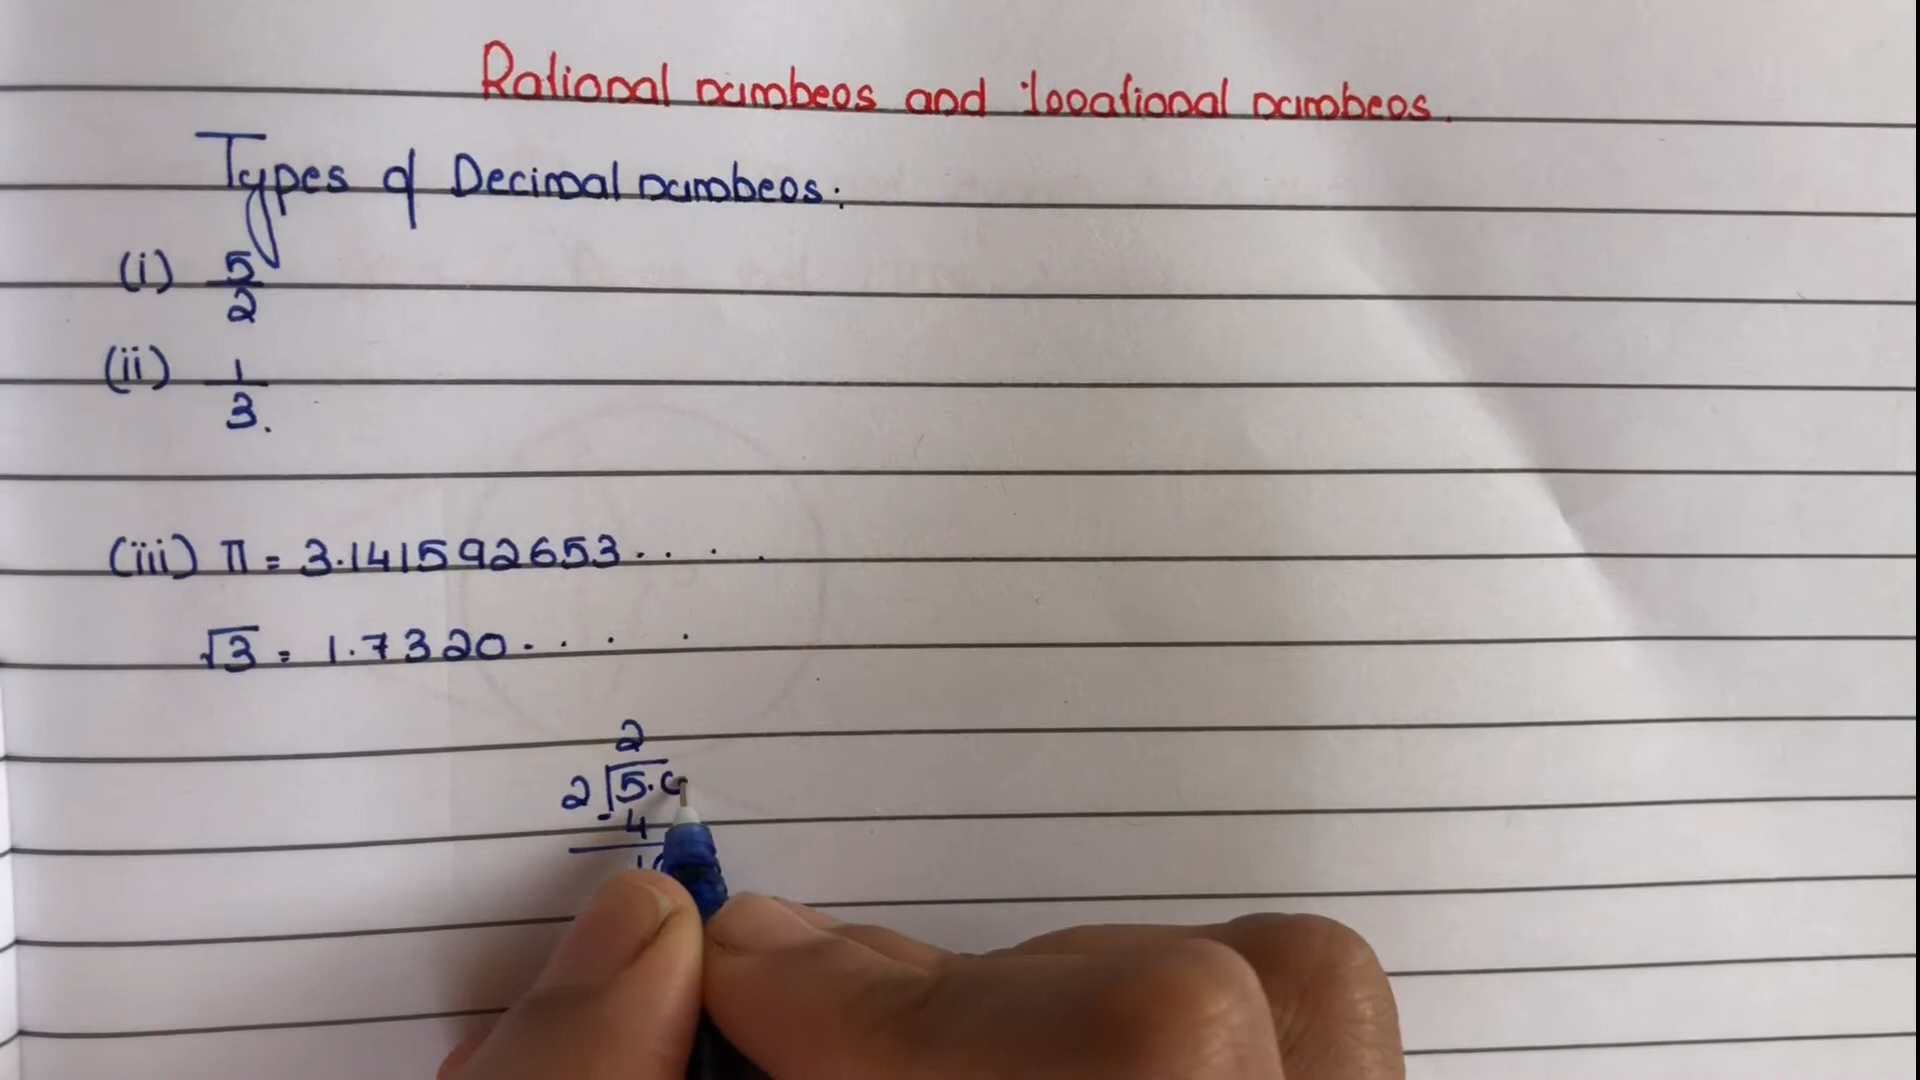 Rational numbers and irrational numbers.
Types of Decimal numbers:
(i) 5/2
(ii) 1/3.
(iii) π = 3.141592653.....
√3 = 1.7320.....
2
2 √5.0
- 4
10